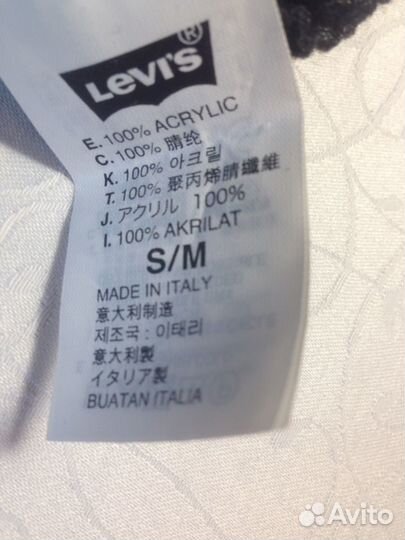 Levi's®
E. 100% ACRYLIC
C. 100% 腈纶
K. 100% 아크릴
T. 100% 聚丙烯腈纖維
J. アクリル 100%
I. 100% AKRILAT
S/M
MADE IN ITALY
意大利制造
제조국 : 이태리
意大利製
イタリア製
BUATAN ITALIA
Avito